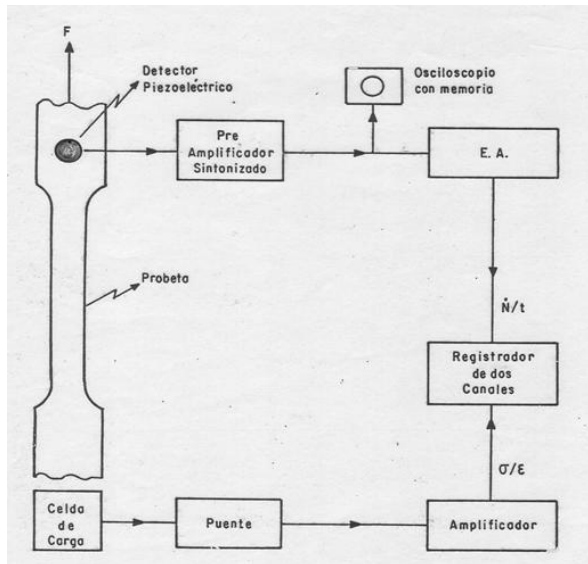 F
Detector
Piezoeléctrico
Osciloscopio
con memoria
Pre
Amplificador
Sintonizado
E. A.
Probeta
Ṅ/t
Registrador
de dos
Canales
σ/ε
Celda
de
Carga
Puente
Amplificador